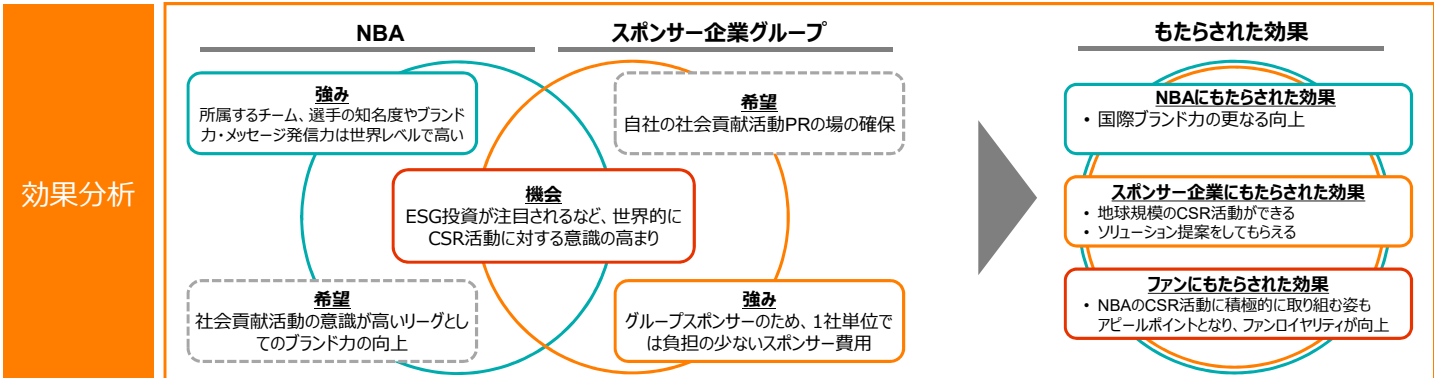 効果分析
NBA
スポンサー企業グループ
もたらされた効果
強み
所属するチーム、選手の知名度やブランド
力・メッセージ発信力は世界レベルで高い
希望
自社の社会貢献活動PRの場の確保
機会
ESG投資が注目されるなど、世界的に
CSR活動に対する意識の高まり
希望
社会貢献活動の意識が高いリーグとし
てのブランド力の向上
強み
グループスポンサーのため、1社単位で
は負担の少ないスポンサー費用
NBAにもたらされた効果
• 国際ブランド力の更なる向上
スポンサー企業にもたらされた効果
• 地球規模のCSR活動ができる
• ソリューション提案をしてもらえる
ファンにもたらされた効果
• NBAのCSR活動に積極的に取り組む姿も
アピールポイントとなり、ファンロイヤリティが向上